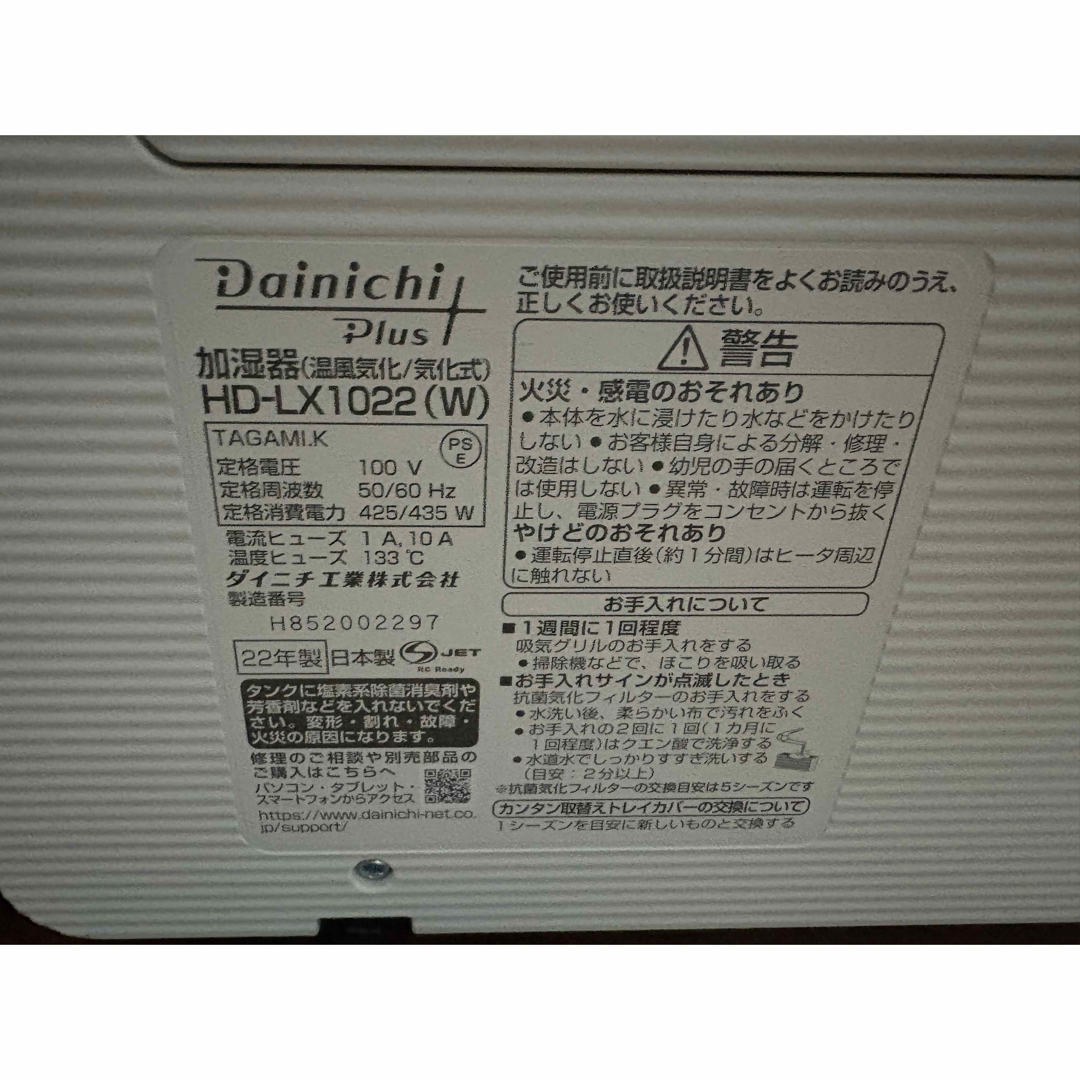 Dainichi
Plus
加湿器(温風気化/気化式)
HD-LX1022(W)
TAGAMI.K
PS
E
定格電圧 100 V
定格周波数 50/60 Hz
定格消費電力 425/435 W
電流ヒューズ 1 A,10 A
温度ヒューズ 133℃
ダイニチ工業株式会社
製造番号
H852002297
22年製 日本製 S JET
RC Ready
タンクに塩素系除菌消臭剤や
芳香剤などを入れないでくだ
さい。変形・割れ・故障・
火災の原因になります。
修理のご相談や別売部品の
ご購入はこちらへ
パソコン・タブレット・
スマートフォンからアクセス
https://www.dainichi-net.co.
jp/support/
ご使用前に取扱説明書をよくお読みのうえ、
正しくお使いください。
警告
火災・感電のおそれあり
●本体を水に浸けたり水などをかけたり
しない●お客様自身による分解・修理・
改造はしない●幼児の手の届くところで
は使用しない●異常・故障時は運転を停
止し、電源プラグをコンセントから抜く
やけどのおそれあり
●運転停止直後(約1分間)はヒータ周辺
に触れない
お手入れについて
■1週間に1回程度
吸気グリルのお手入れをする
●掃除機などで、ほこりを吸い取る
■お手入れサインが点滅したとき
抗菌気化フィルターのお手入れをする
●水洗い後、柔らかい布で汚れをふく
●お手入れの2回に1回(1カ月に
1回程度)はクエン酸で洗浄する
●水道水でしっかりすすぎ洗いする
(目安:2分以上)
※抗菌気化フィルターの交換目安は5シーズンです
カンタン取替えトレイカバーの交換について
1シーズンを目安に新しいものと交換する